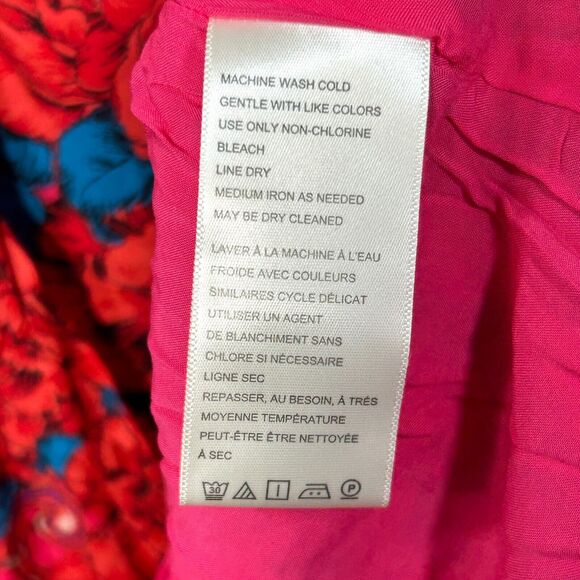 MACHINE WASH COLD
GENTLE WITH LIKE COLORS
USE ONLY NON-CHLORINE
BLEACH
LINE DRY
MEDIUM IRON AS NEEDED
MAY BE DRY CLEANED
LAVER À LA MACHINE À L'EAU
FROIDE AVEC COULEURS
SIMILAIRES CYCLE DÉLICAT
UTILISER UN AGENT
DE BLANCHIMENT SANS
CHLORE SI NÉCESSAIRE
LIGNE SEC
REPASSER, AU BESOIN, À TRÉS
MOYENNE TEMPÉRATURE
PEUT-ÊTRE ÊTRE NETTOYÉE
À SEC
30 P